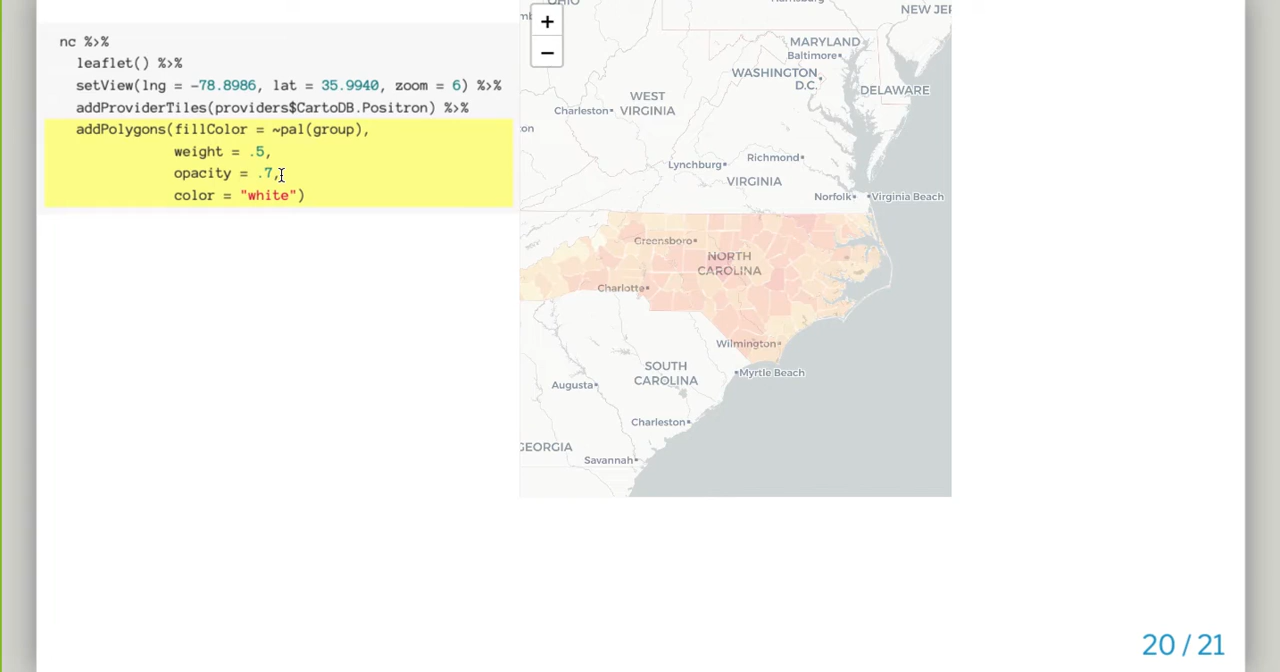 nc %>%
leaflet() %>%
setView(lng = -78.8986, lat = 35.9940, zoom = 6) %>%
addProviderTiles(providers$CartoDB.Positron) %>%
addPolygons(fillColor = ~pal(group),
weight = .5,
opacity = .7,
color = "white")
+
−
OHIO
NEW JER
MARYLAND
Baltimore
WASHINGTON
D.C.
DELAWARE
WEST
VIRGINIA
Charleston
Lynchburg
Richmond
VIRGINIA
Norfolk
Virginia Beach
Greensboro
NORTH
CAROLINA
Charlotte
Wilmington
SOUTH
CAROLINA
Myrtle Beach
Augusta
Charleston
GEORGIA
Savannah
20 / 21